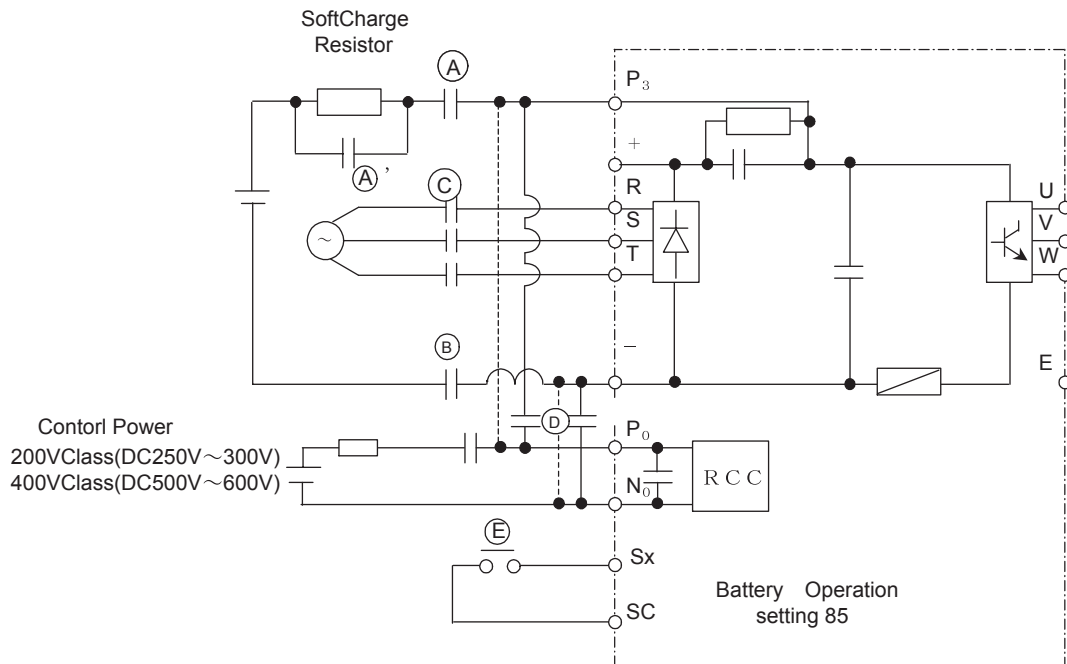 SoftCharge
Resistor
A
P₃
A'
+
C
R
S
T
~
U
V
W
B
−
E
Contorl Power
200VClass(DC250V～300V)
400VClass(DC500V～600V)
D
P₀
N₀
RCC
E
Sx
SC
Battery Operation
setting 85